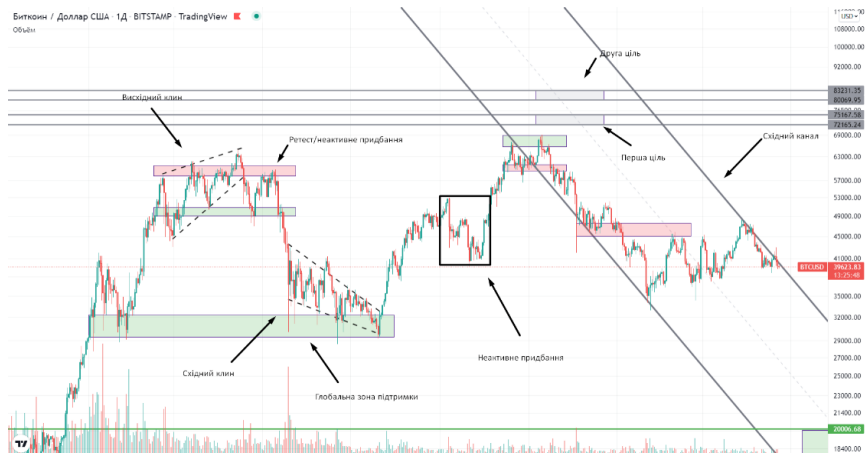 Биткоин / Доллар США · 1Д · BITSTAMP · TradingView
Объём
USD
108000.00
100000.00
92000.00
83231.35
80069.95
75167.58
72165.24
69000.00
63000.00
57000.00
53000.00
49000.00
45000.00
41000.00
BTCUSD 39623.83
11:25:48
35000.00
32000.00
29000.00
27000.00
25000.00
23000.00
21400.00
20006.68
18400.00
Друга ціль
Висхідний клин
Ретест/неактивне придбання
Східний канал
Перша ціль
Неактивне придбання
Східний клин
Глобальна зона підтримки